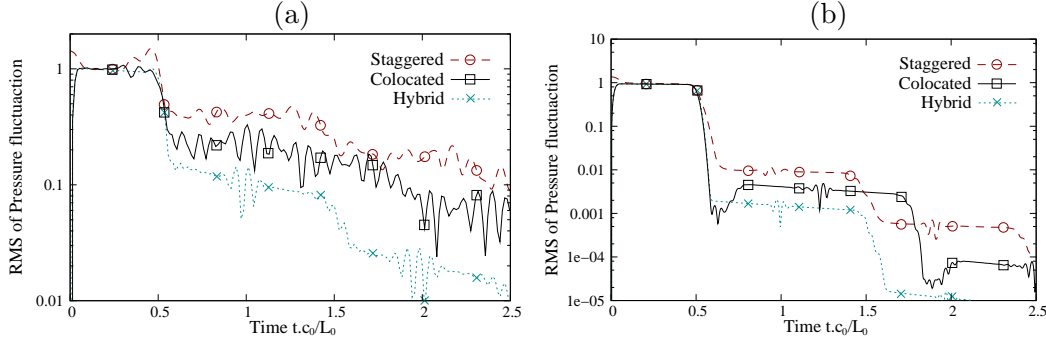 (a)
RMS of Pressure fluctuaction
1
0.1
0.01
0
0.5
1
1.5
2
2.5
Time t.c0/L0
Staggered
Colocated
Hybrid
(b)
RMS of Pressure fluctuaction
10
1
0.1
0.01
0.001
1e-04
1e-05
0
0.5
1
1.5
2
2.5
Time t.c0/L0
Staggered
Colocated
Hybrid